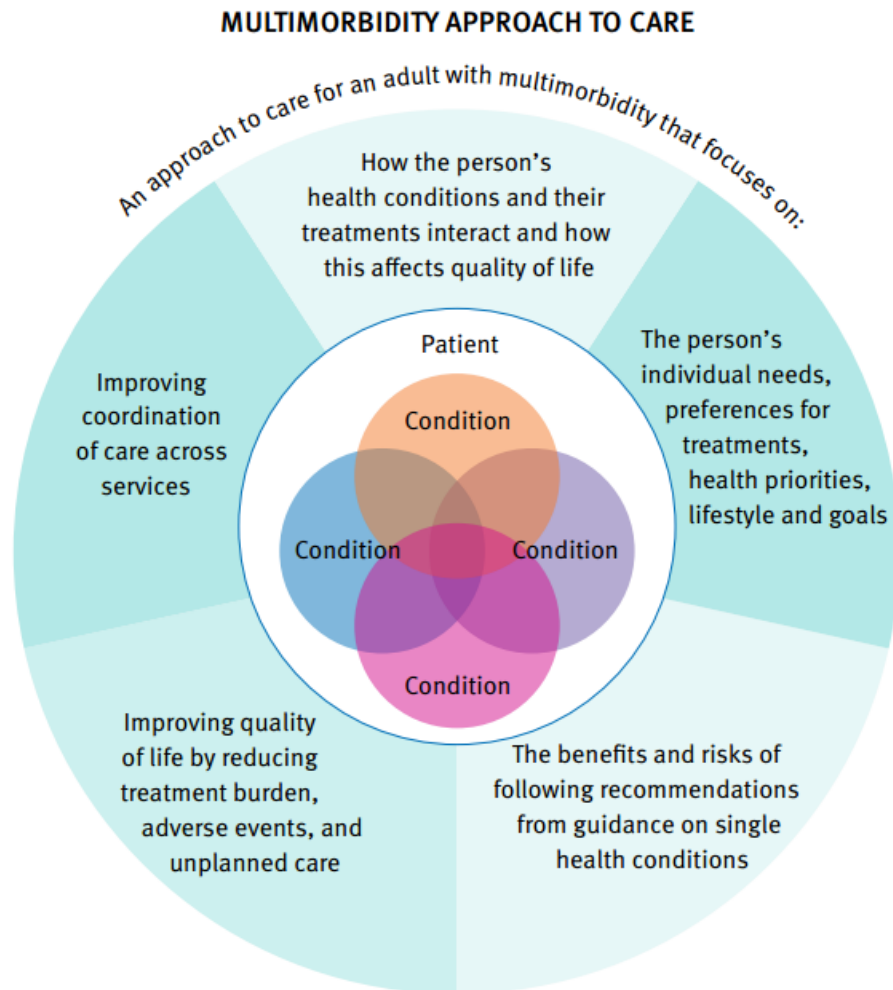 MULTIMORBIDITY APPROACH TO CARE
An approach to care for an adult with multimorbidity that focuses on:
How the person's
health conditions and their
treatments interact and how
this affects quality of life
The person's
individual needs,
preferences for
treatments,
health priorities,
lifestyle and goals
The benefits and risks of
following recommendations
from guidance on single
health conditions
Improving quality
of life by reducing
treatment burden,
adverse events, and
unplanned care
Improving
coordination
of care across
services
Patient
Condition
Condition
Condition
Condition